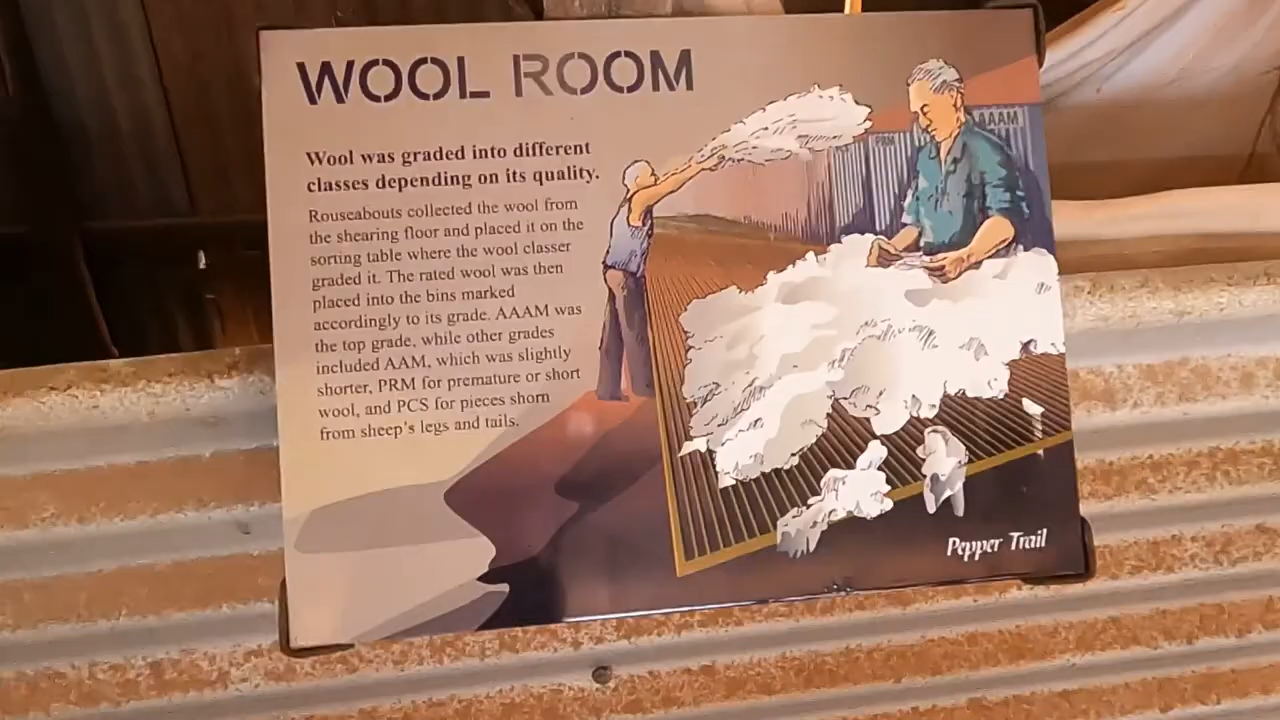 WOOL ROOM
Wool was graded into different
classes depending on its quality.
Rouseabouts collected the wool from
the shearing floor and placed it on the
sorting table where the wool classer
graded it. The rated wool was then
placed into the bins marked
accordingly to its grade. AAAM was
the top grade, while other grades
included AAM, which was slightly
shorter, PRM for premature or short
wool, and PCS for pieces shorn
from sheep's legs and tails.
PRM
AAAM
Pepper Trail